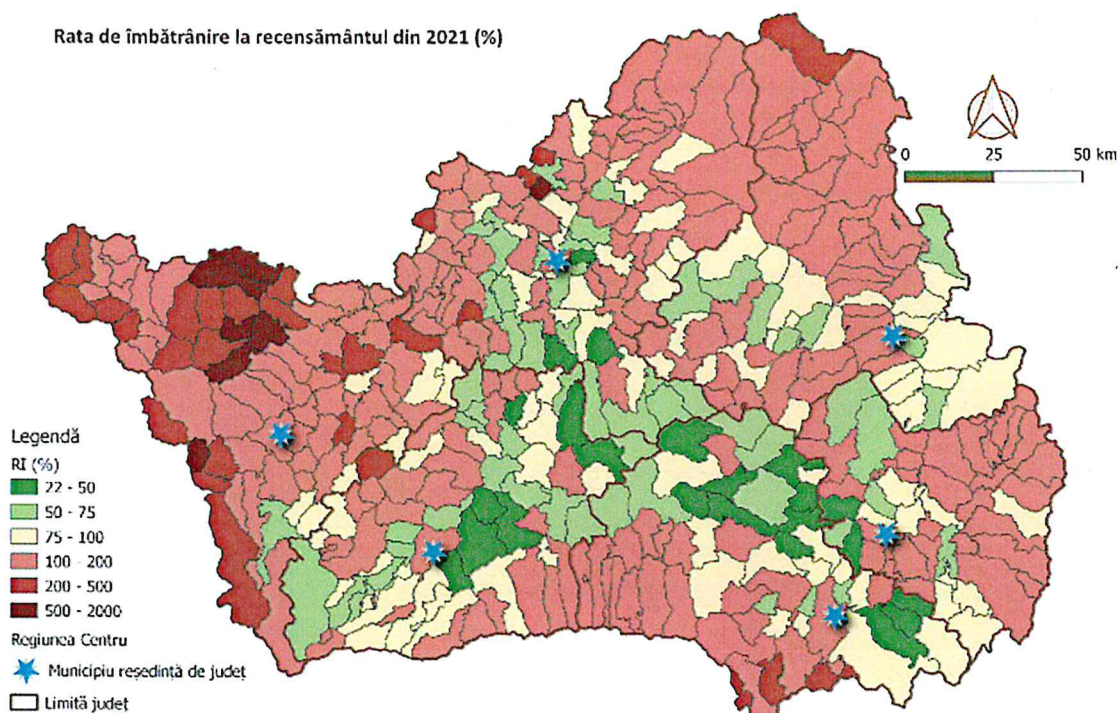 Rata de îmbătrânire la recensământul din 2021 (%)
0 25 50 km
Legendă
RI (%)
22 - 50
50 - 75
75 - 100
100 - 200
200 - 500
500 - 2000
Regiunea Centru
Municipiu reședință de județ
Limită județ